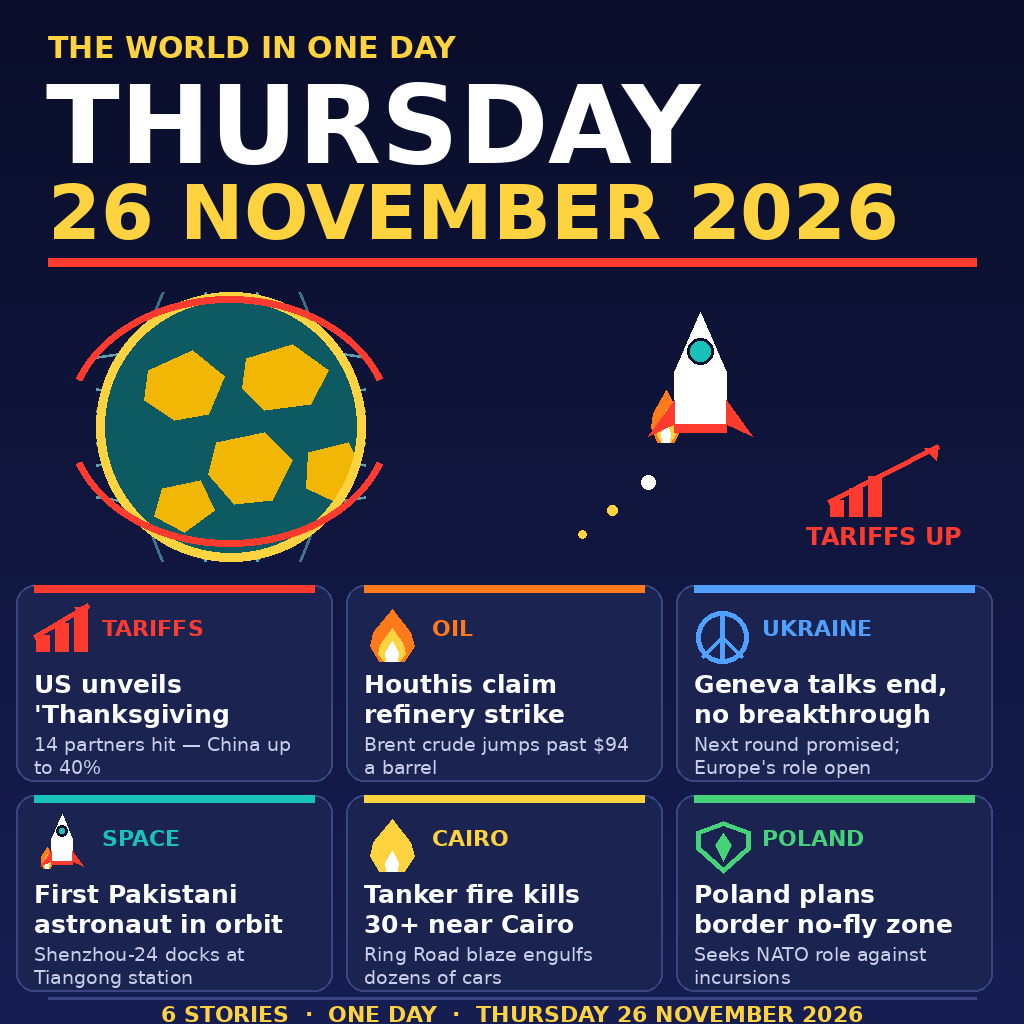 THE WORLD IN ONE DAY
THURSDAY
26 NOVEMBER 2026
TARIFFS UP
TARIFFS
US unveils
'Thanksgiving
14 partners hit — China up
to 40%
OIL
Houthis claim
refinery strike
Brent crude jumps past $94
a barrel
UKRAINE
Geneva talks end,
no breakthrough
Next round promised;
Europe's role open
SPACE
First Pakistani
astronaut in orbit
Shenzhou-24 docks at
Tiangong station
CAIRO
Tanker fire kills
30+ near Cairo
Ring Road blaze engulfs
dozens of cars
POLAND
Poland plans
border no-fly zone
Seeks NATO role against
incursions
6 STORIES · ONE DAY · THURSDAY 26 NOVEMBER 2026